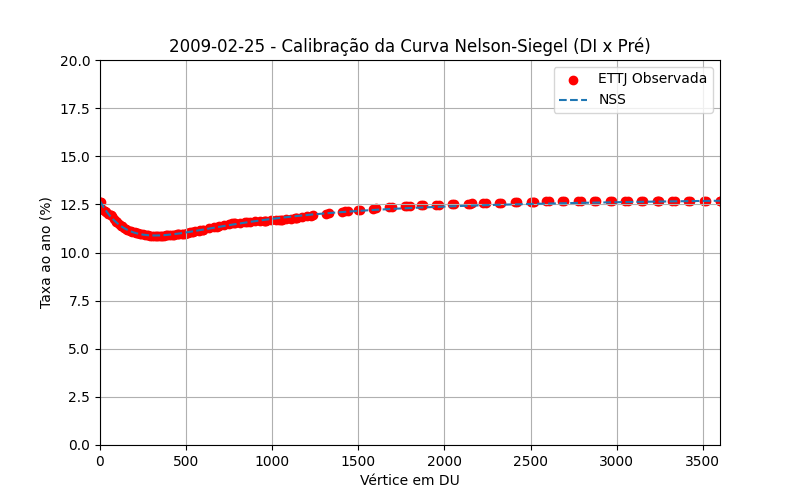 2009-02-25 - Calibração da Curva Nelson-Siegel (DI x Pré)
20.0
17.5
15.0
12.5
10.0
7.5
5.0
2.5
0.0
Taxa ao ano (%)
ETTJ Observada
NSS
0 500 1000 1500 2000 2500 3000 3500
Vértice em DU